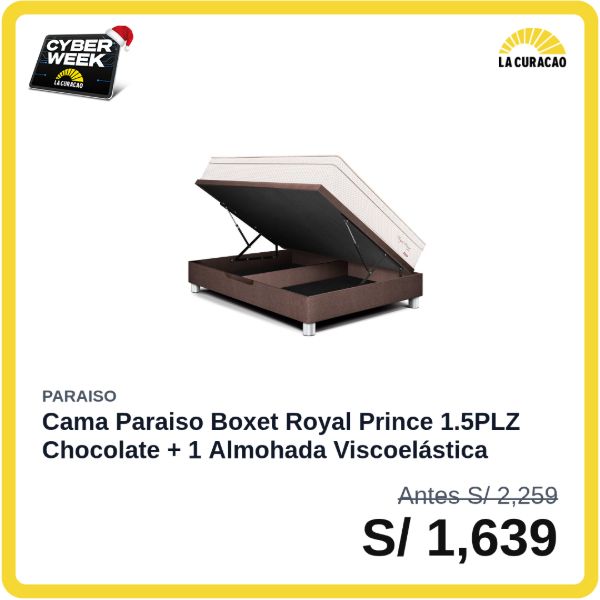 CYBER
WEEK
LA CURACAO
LA CURACAO
PARAISO
Cama Paraiso Boxet Royal Prince 1.5PLZ
Chocolate + 1 Almohada Viscoelástica
Antes S/ 2,259
S/ 1,639